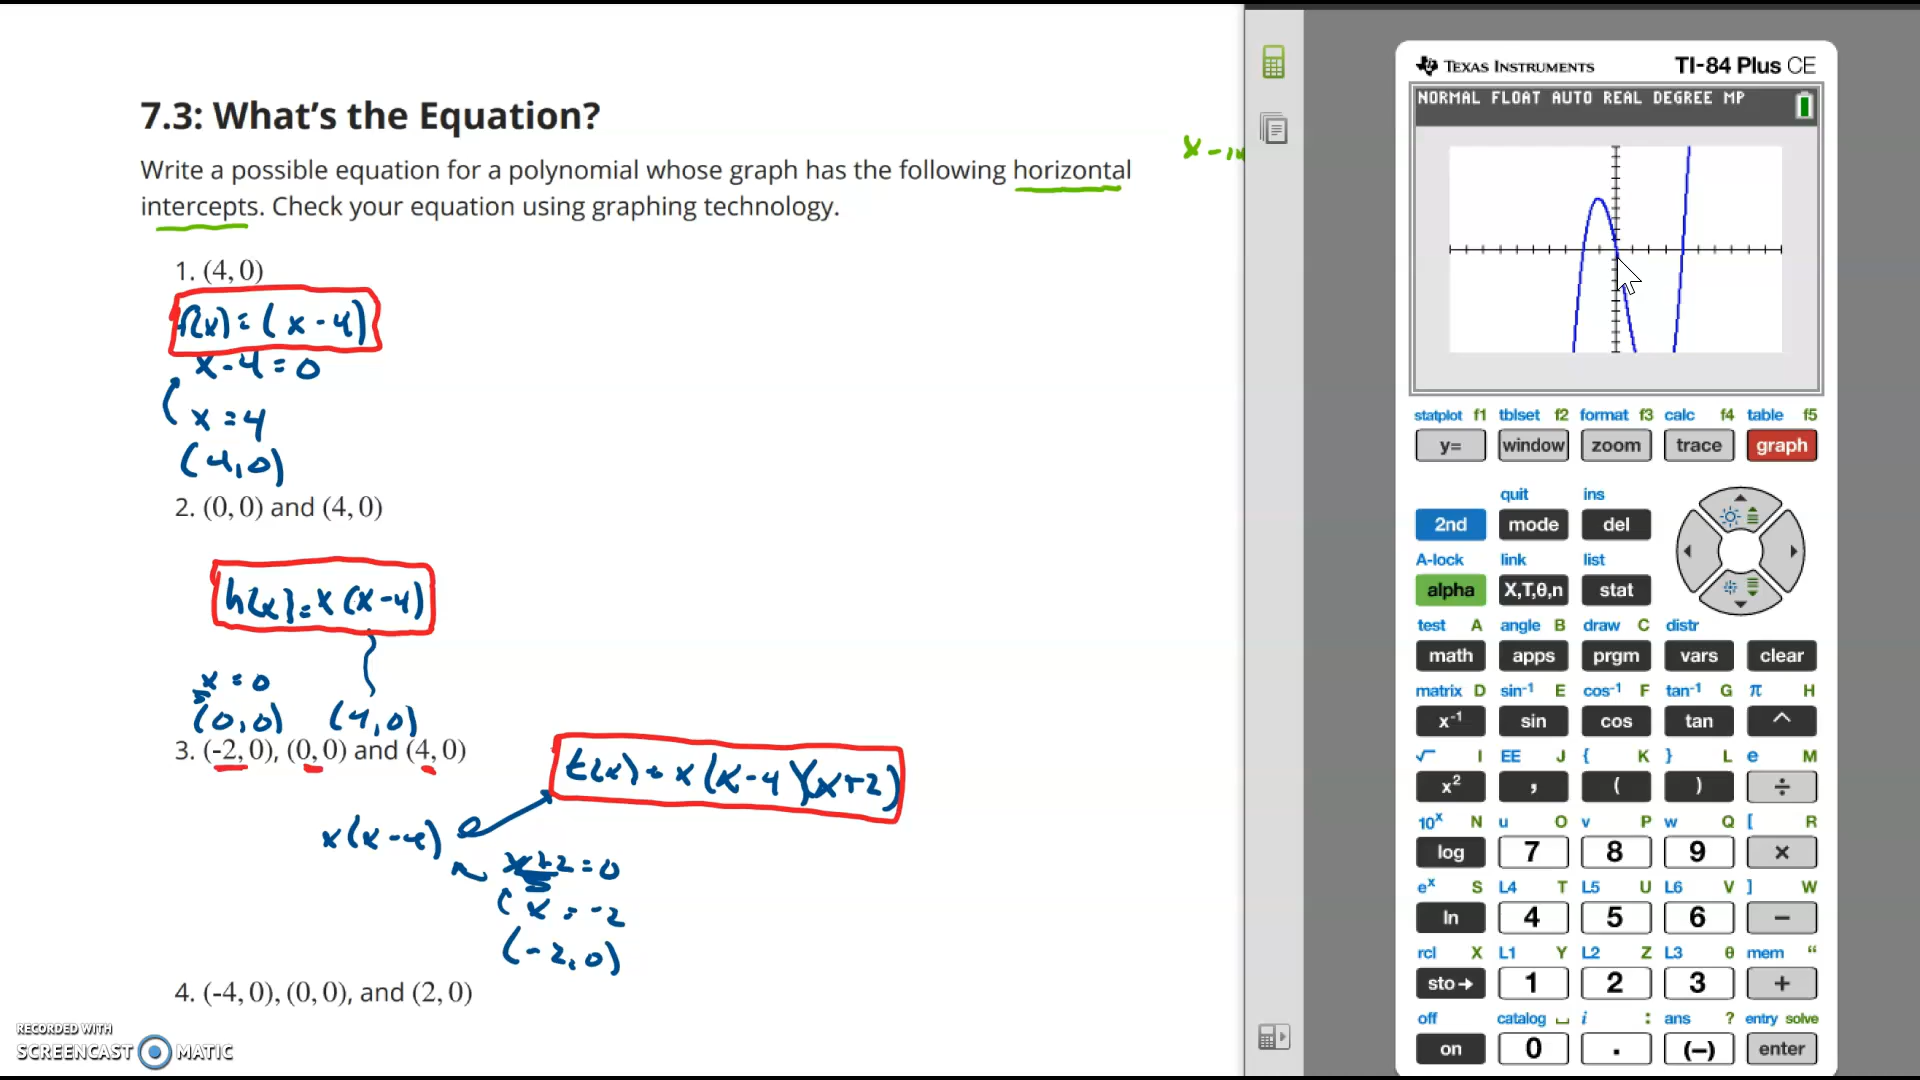 7.3: What's the Equation?
Write a possible equation for a polynomial whose graph has the following horizontal
intercepts. Check your equation using graphing technology.
x-in
1. (4,0)
f(x)=(x-4)
x-4=0
x=4
(4,0)
2. (0,0) and (4,0)
h(x)=x(x-4)
x=0
(0,0) (4,0)
3. (-2,0), (0,0) and (4,0)
t(x)=x(x-4)(x+2)
x(x-4)
x+2=0
x=-2
(-2,0)
4. (-4,0), (0,0), and (2,0)
RECORDED WITH
SCREENCAST MATIC
TEXAS INSTRUMENTS TI-84 Plus CE
NORMAL FLOAT AUTO REAL DEGREE MP
statplot f1 tblset f2 format f3 calc f4 table f5
y= window zoom trace graph
quit ins
2nd mode del
A-lock link list
alpha X,T,θ,n stat
test A angle B draw C distr
math apps prgm vars clear
matrix D sin⁻¹ E cos⁻¹ F tan⁻¹ G π H
x⁻¹ sin cos tan ^
√ I EE J { K } L e M
x² , ( ) ÷
10ˣ N u O v P w Q [ R
log 7 8 9 ×
eˣ S L4 T L5 U L6 V ] W
ln 4 5 6 −
rcl X L1 Y L2 Z L3 θ mem “
sto→ 1 2 3 +
off catalog ⎵ i : ans ? entry solve
on 0 . (−) enter